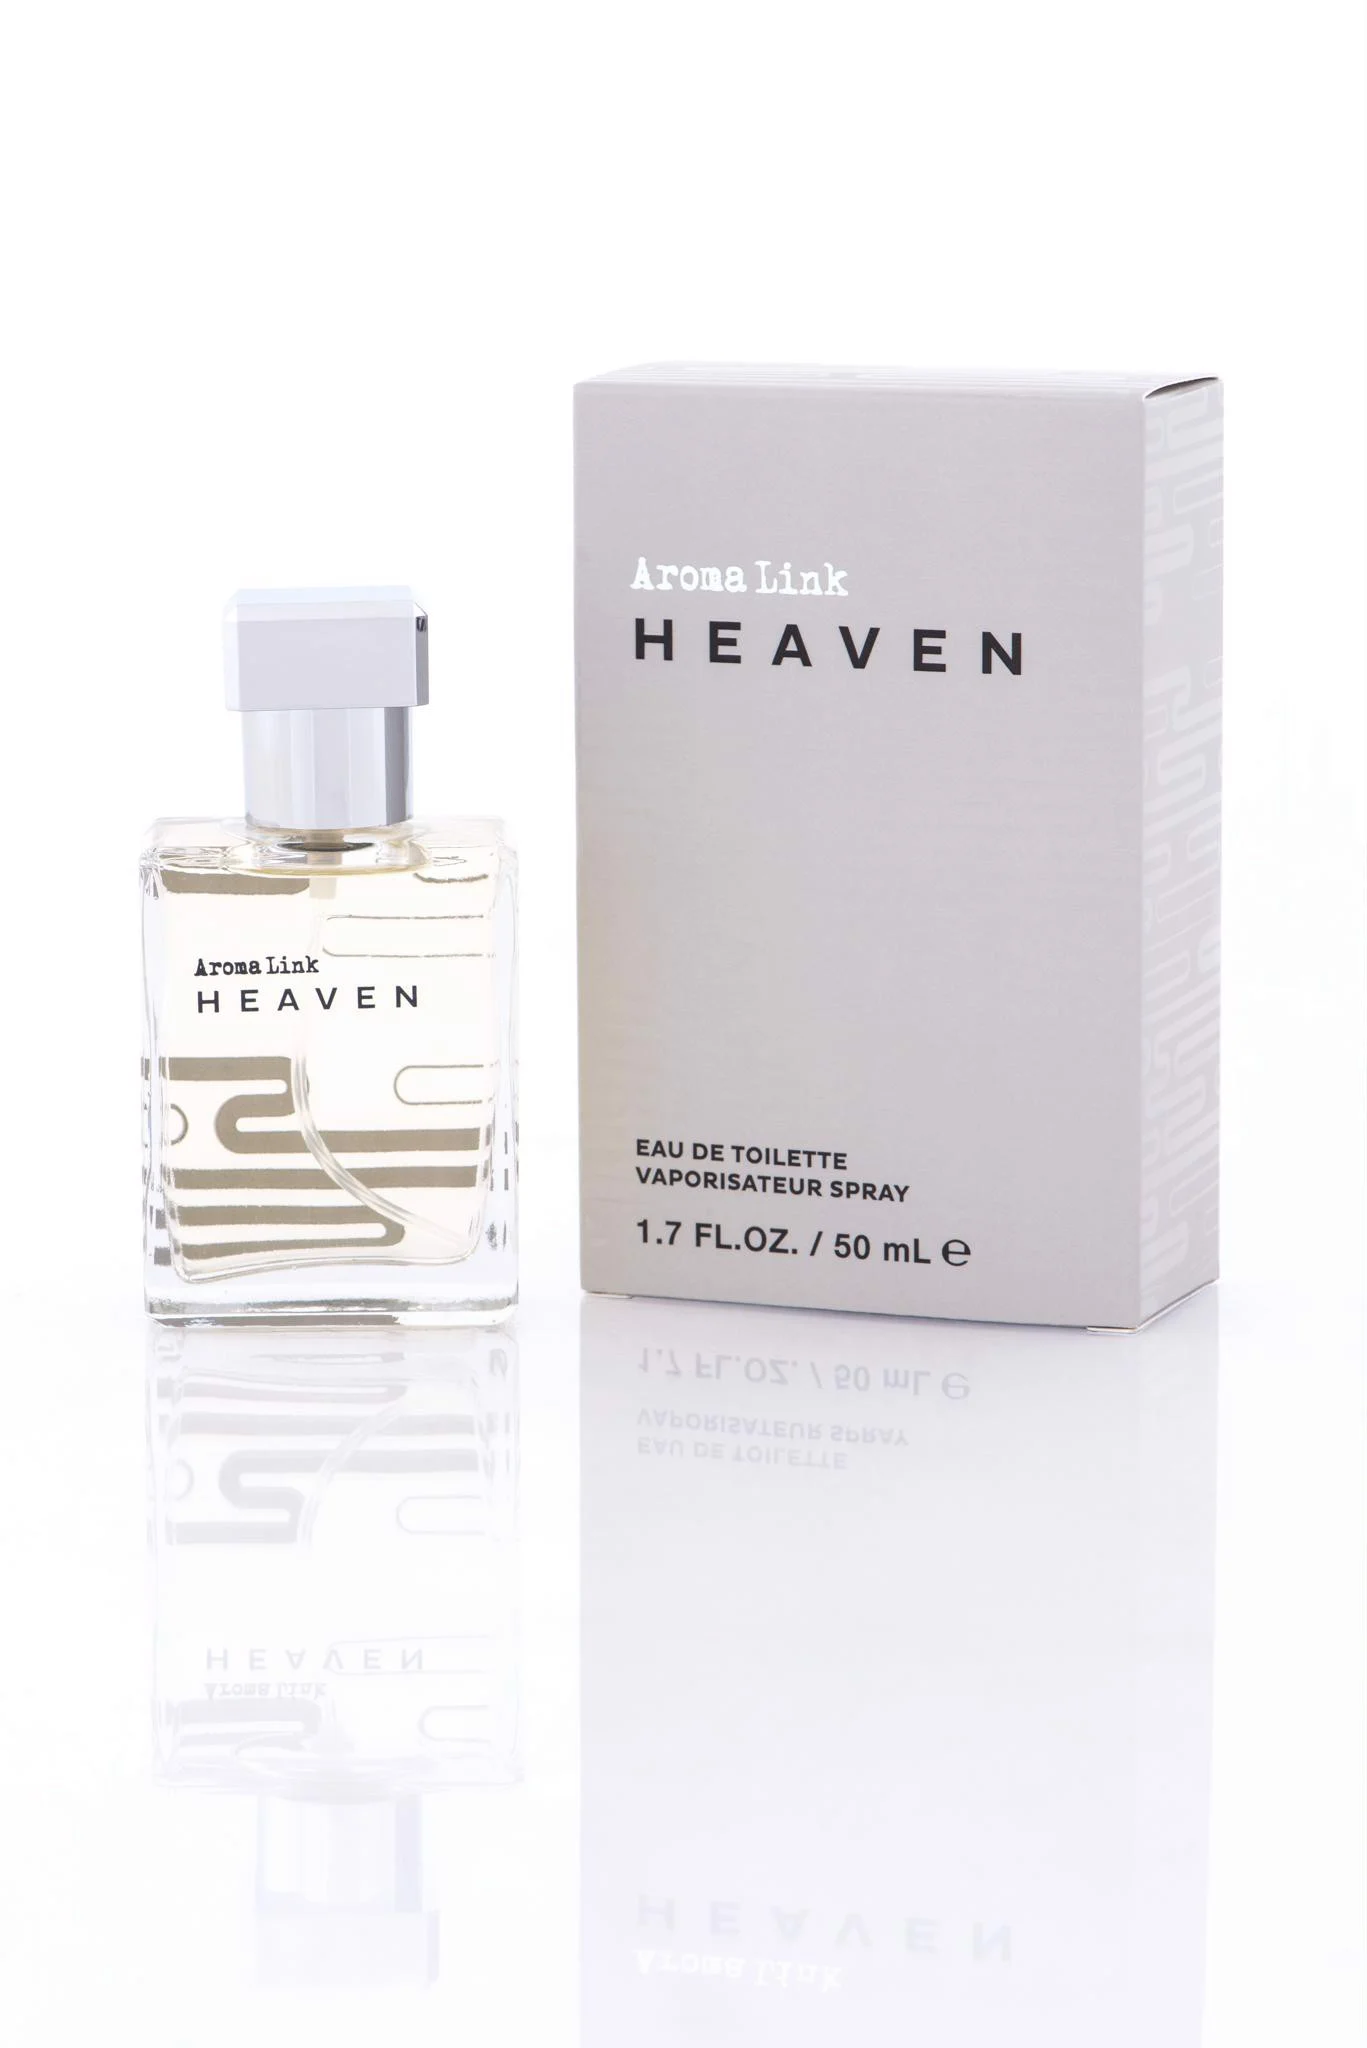 Aroma Link
HEAVEN
Aroma Link
HEAVEN
EAU DE TOILETTE
VAPORISATEUR SPRAY
1.7 FL.OZ. / 50 mL ℮